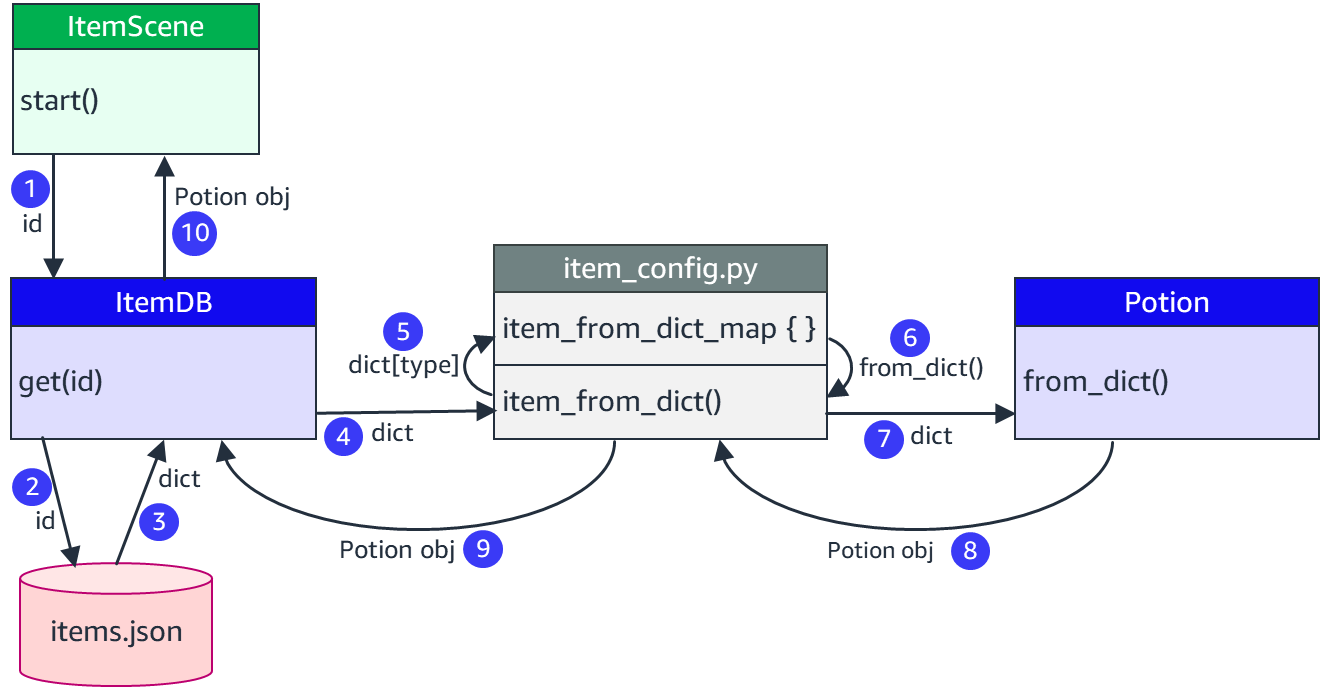 ItemScene
start()
1
id
Potion obj
10
ItemDB
get(id)
2
id
dict
3
items.json
4
dict
5
dict[type]
item_config.py
item_from_dict_map { }
item_from_dict()
6
from_dict()
7
dict
Potion
from_dict()
Potion obj
8
Potion obj
9